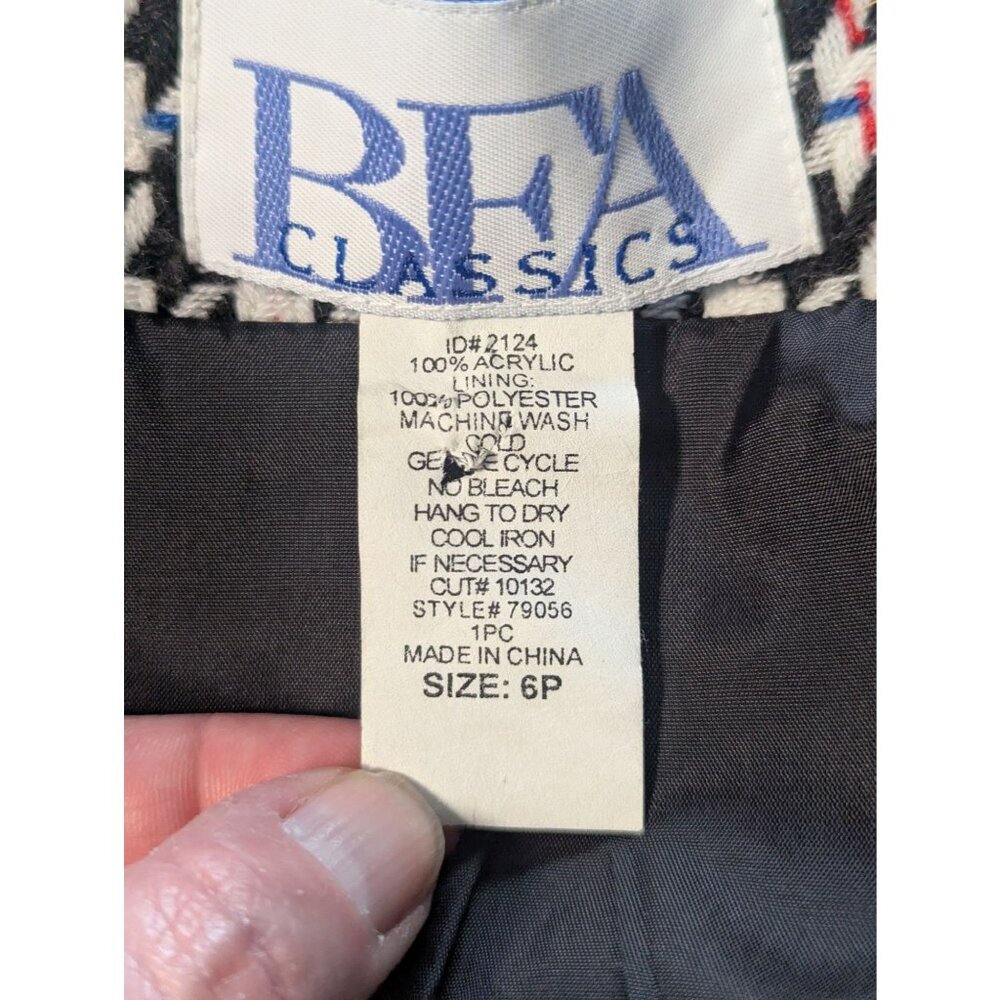 BFA
CLASSICS
ID# 2124
100% ACRYLIC
LINING:
100% POLYESTER
MACHINE WASH
COLD
GENTLE CYCLE
NO BLEACH
HANG TO DRY
COOL IRON
IF NECESSARY
CUT# 10132
STYLE# 79056
1PC
MADE IN CHINA
SIZE: 6P